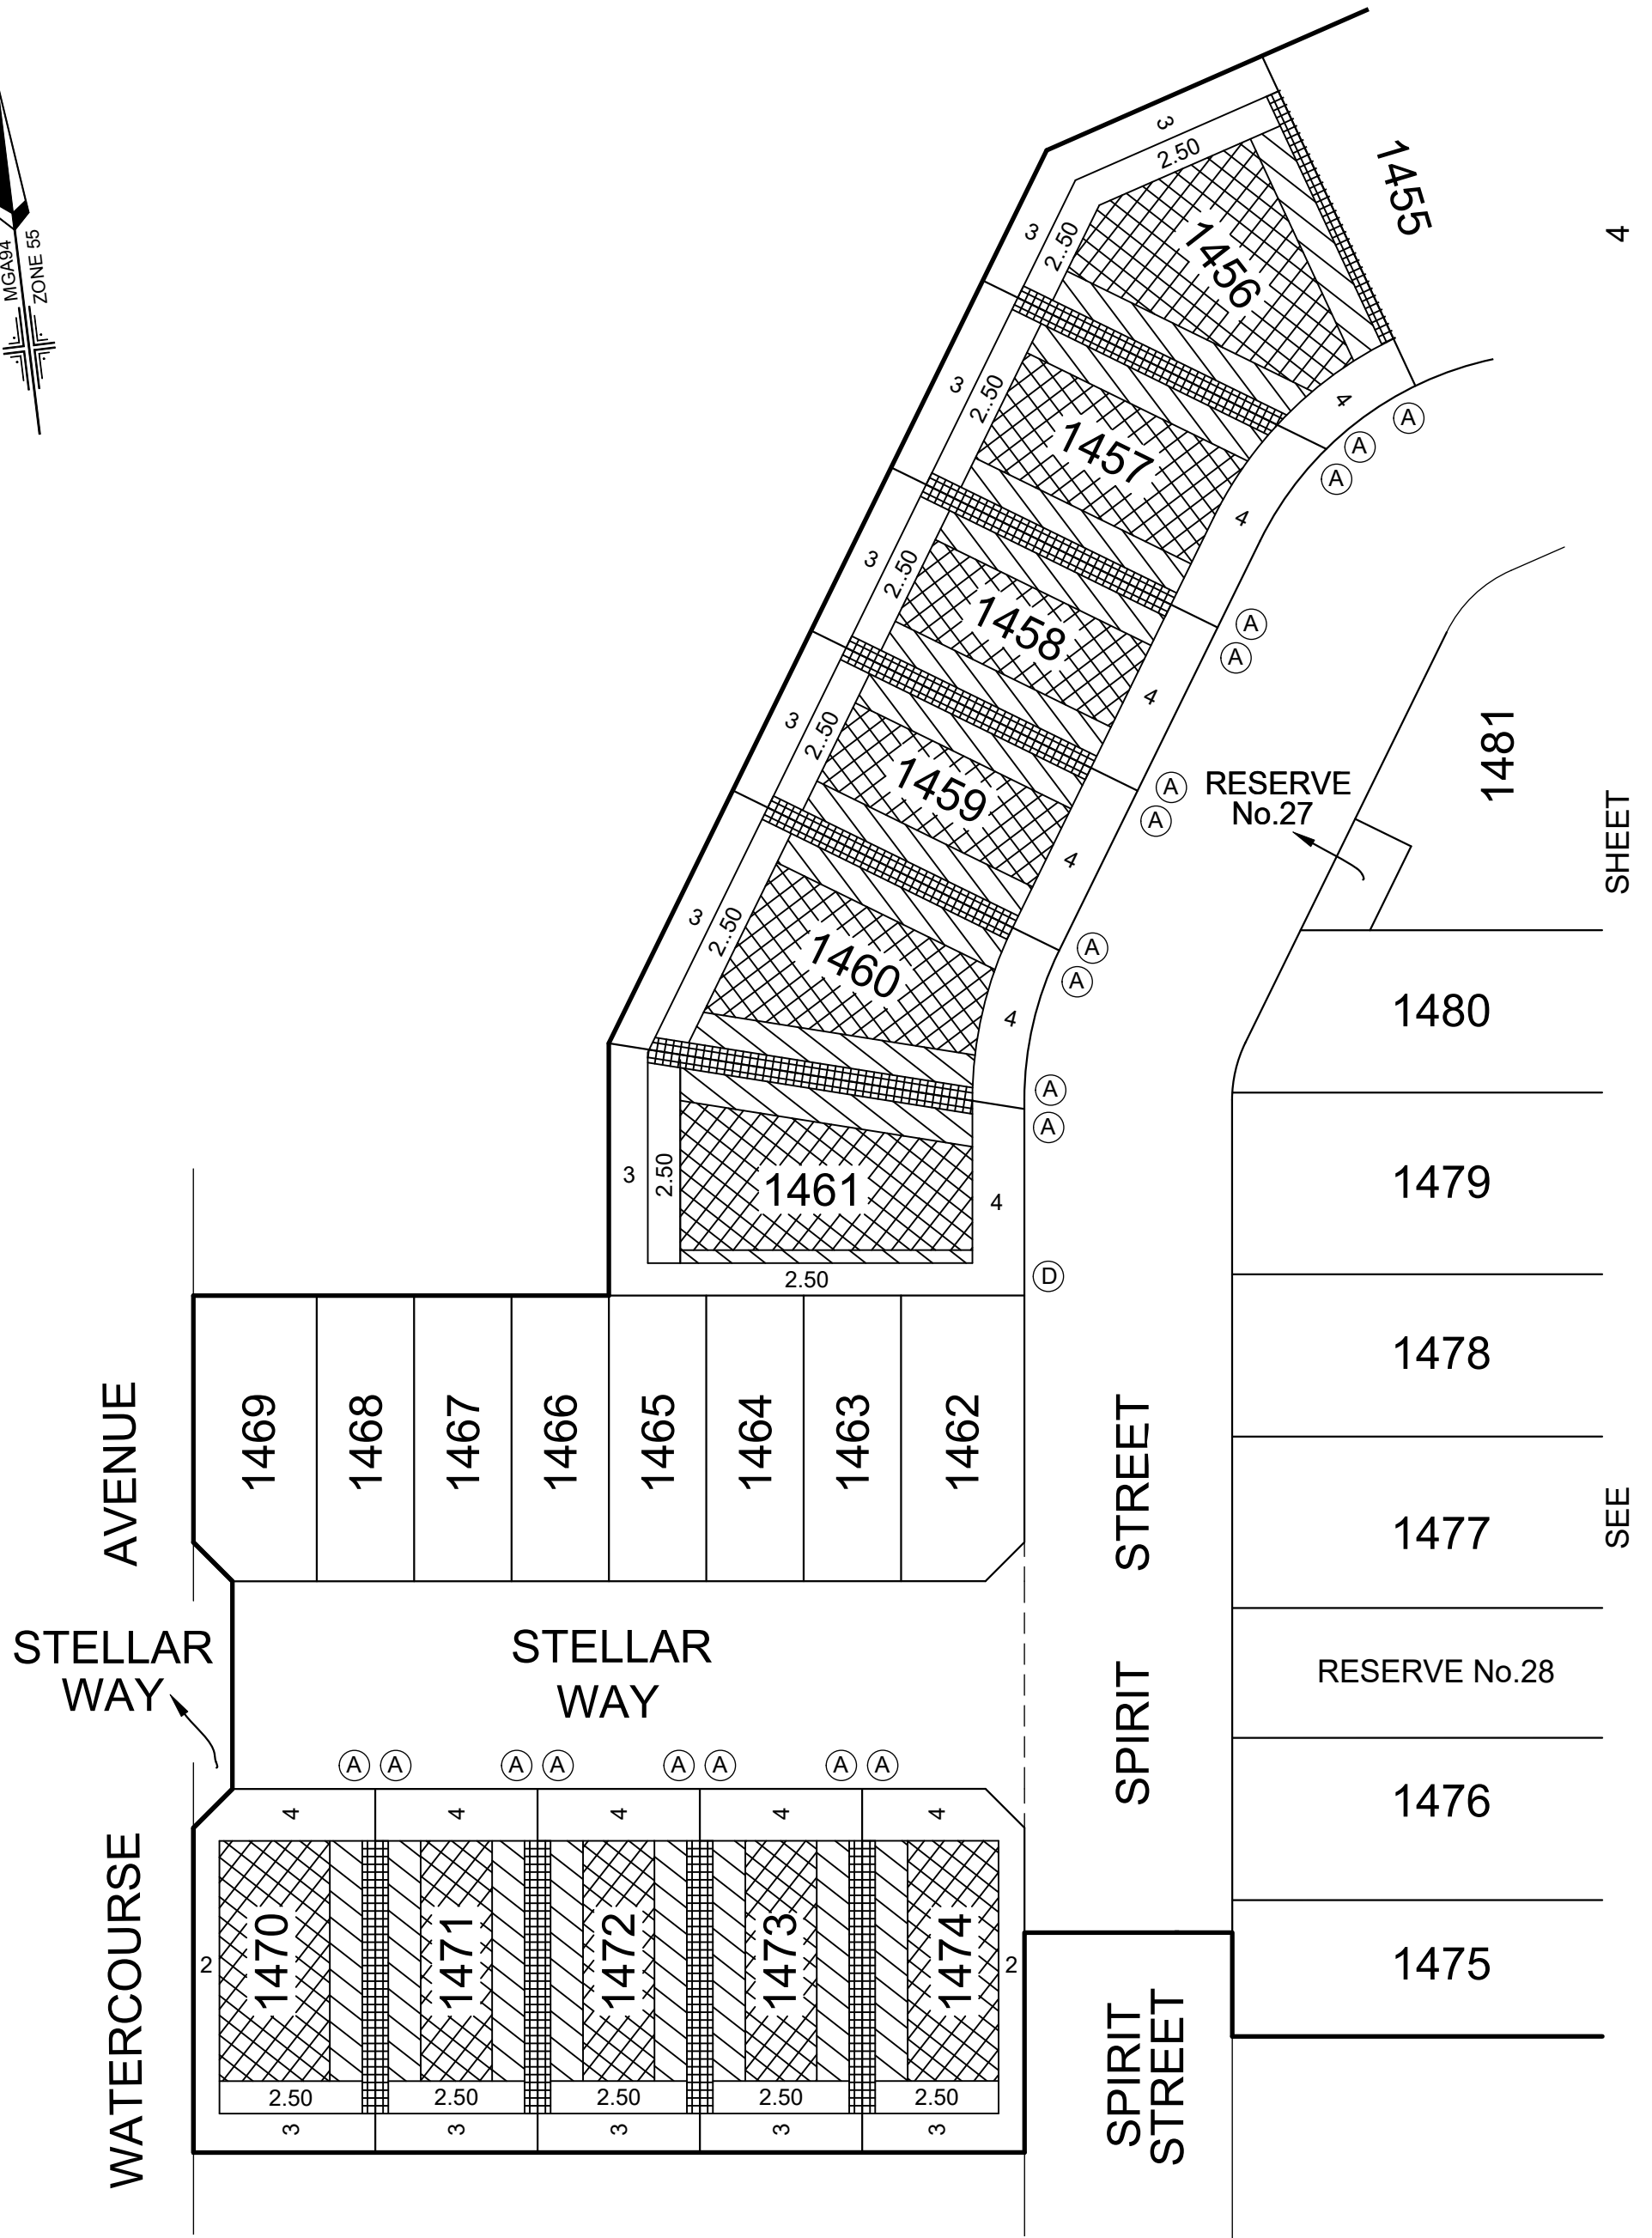 MGA94
ZONE 55
3
2.50
1455
4
3
2..50
1456
4
A
A
A
3
2..50
1457
4
A
A
3
2..50
1458
4
A
A
3
2..50
1459
4
A
A
3
2..50
1460
4
A
A
3
2.50
1461
4
2.50
D
RESERVE
No.27
1481
SHEET
1480
1479
1478
1477
SEE
RESERVE No.28
1476
1475
AVENUE
1469
1468
1467
1466
1465
1464
1463
1462
STREET
SPIRIT
STELLAR
WAY
STELLAR
WAY
A A A A A A A A
4 4 4 4 4
WATERCOURSE
2
1470
1471
1472
1473
1474
2
2.50 2.50 2.50 2.50 2.50
3 3 3 3 3
SPIRIT
STREET